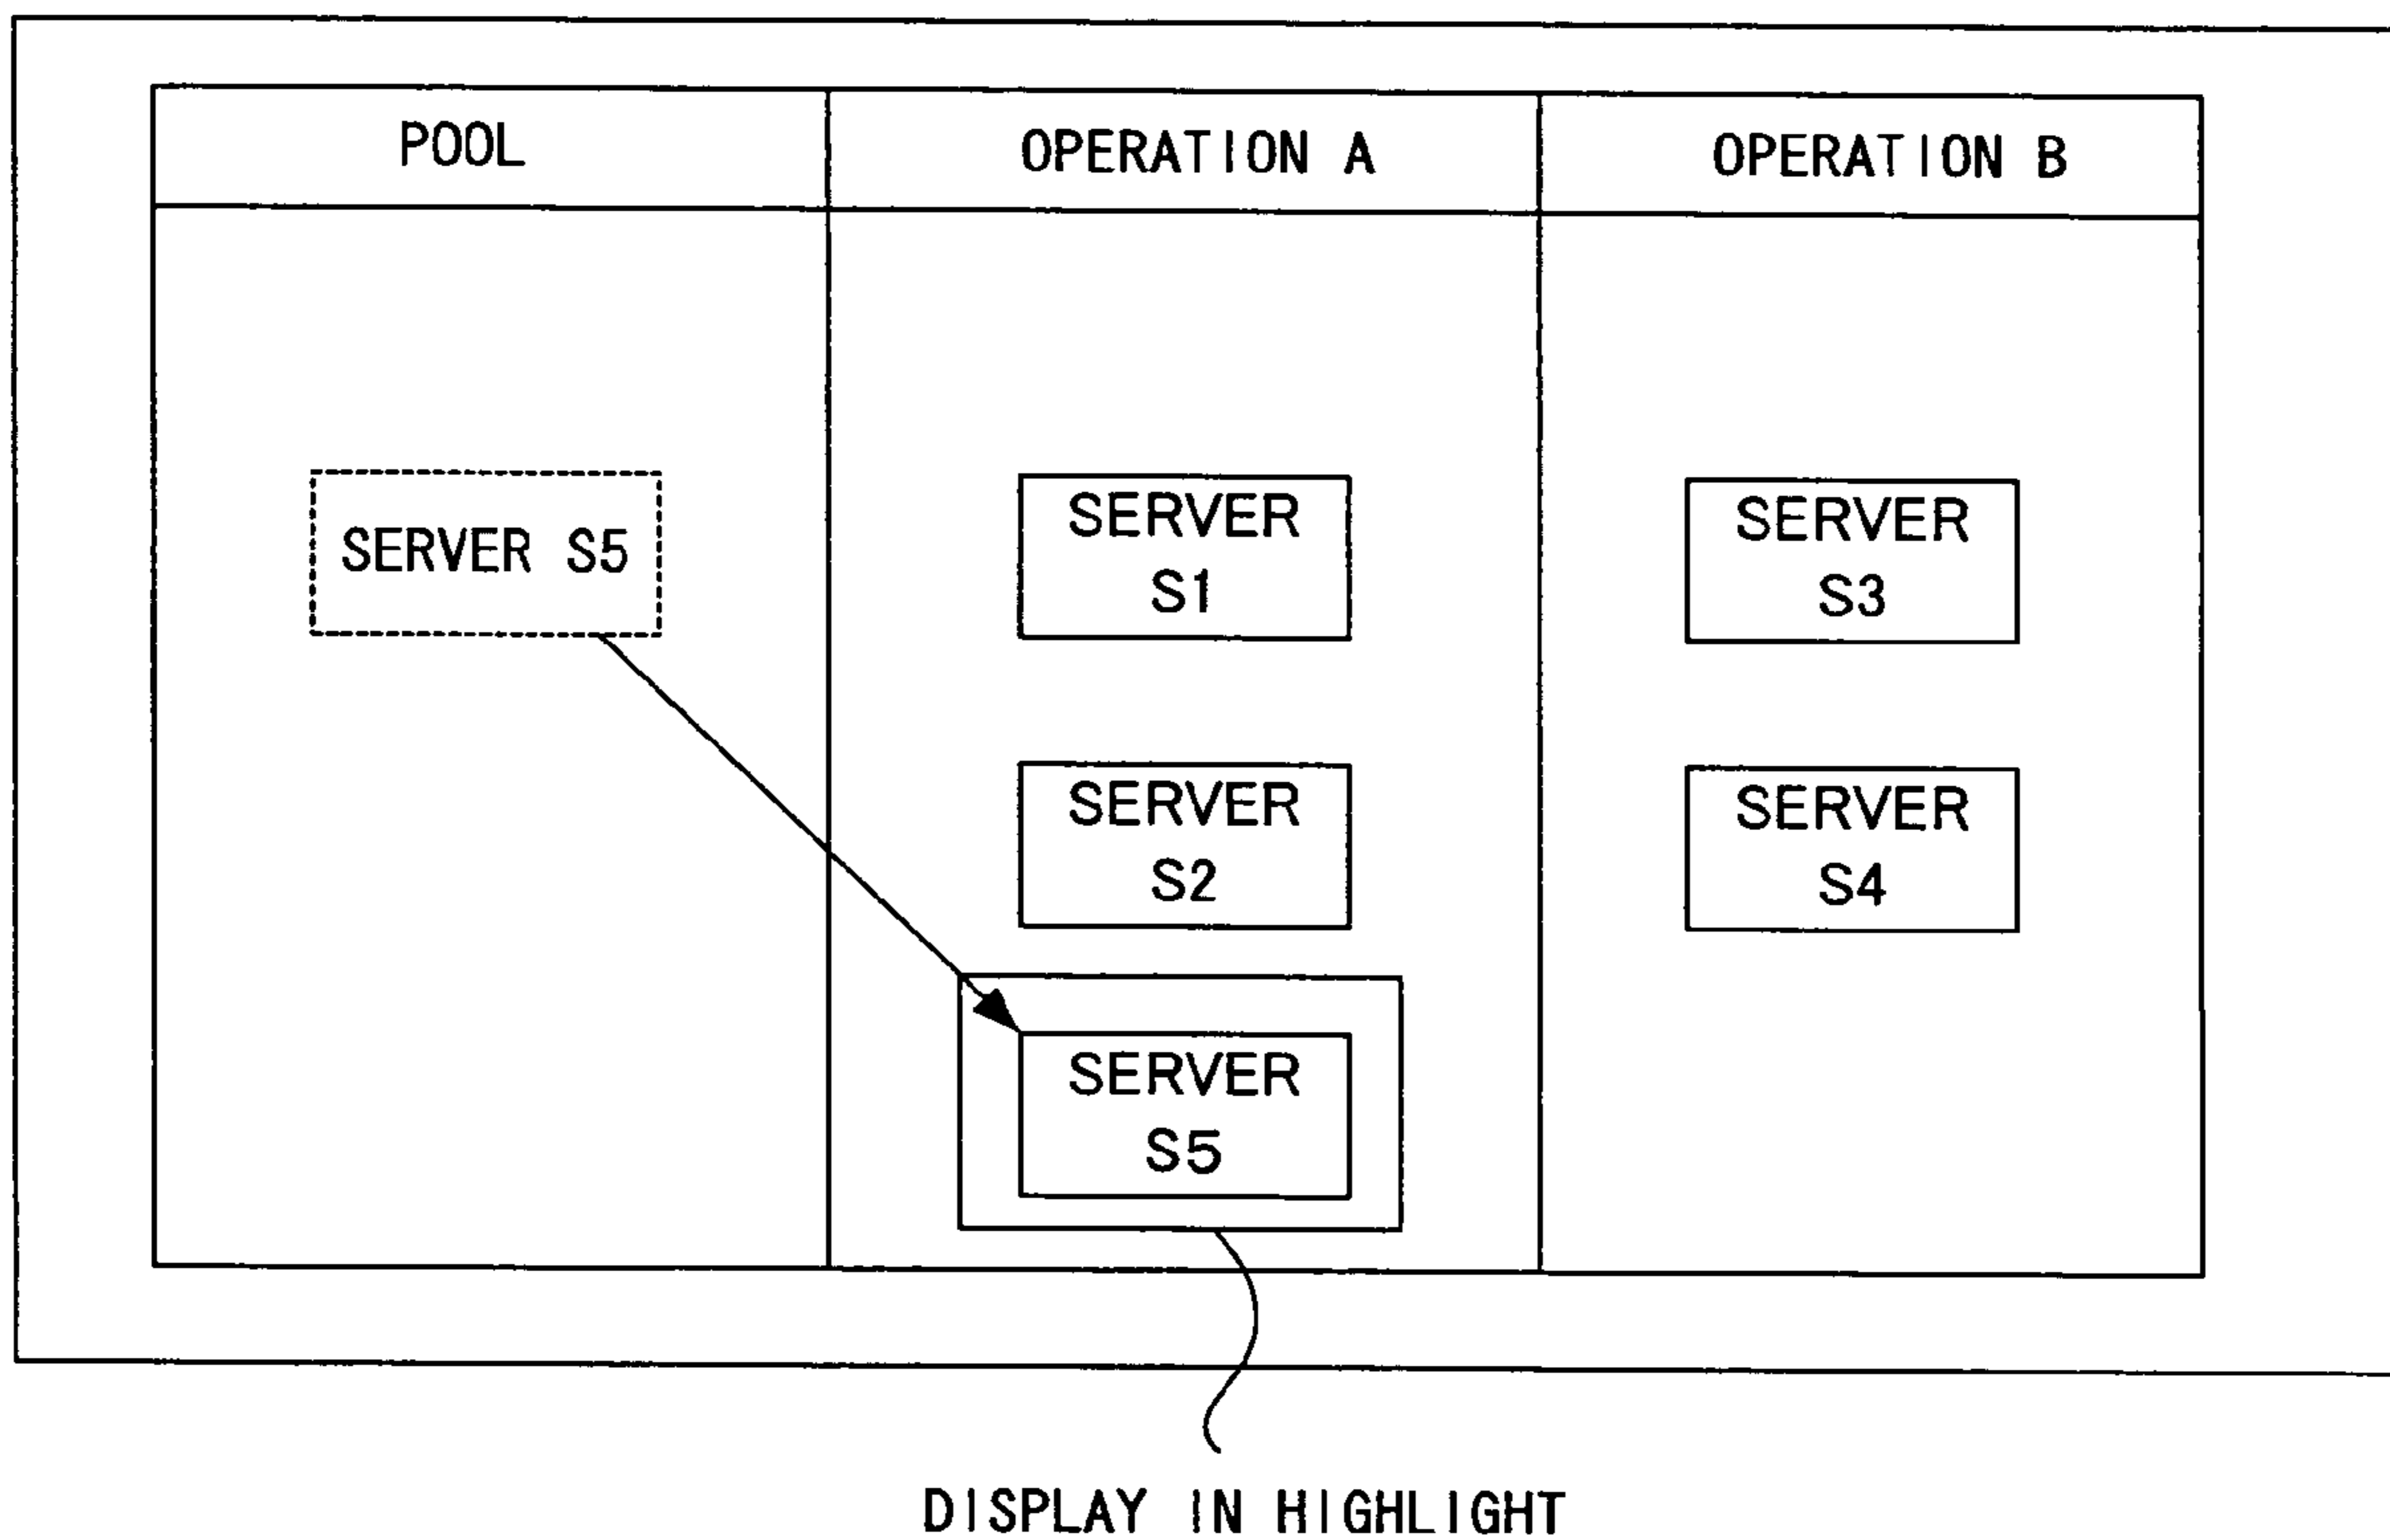 POOL
OPERATION A
OPERATION B
SERVER S5
SERVER
S1
SERVER
S3
SERVER
S2
SERVER
S4
SERVER
S5
DISPLAY IN HIGHLIGHT